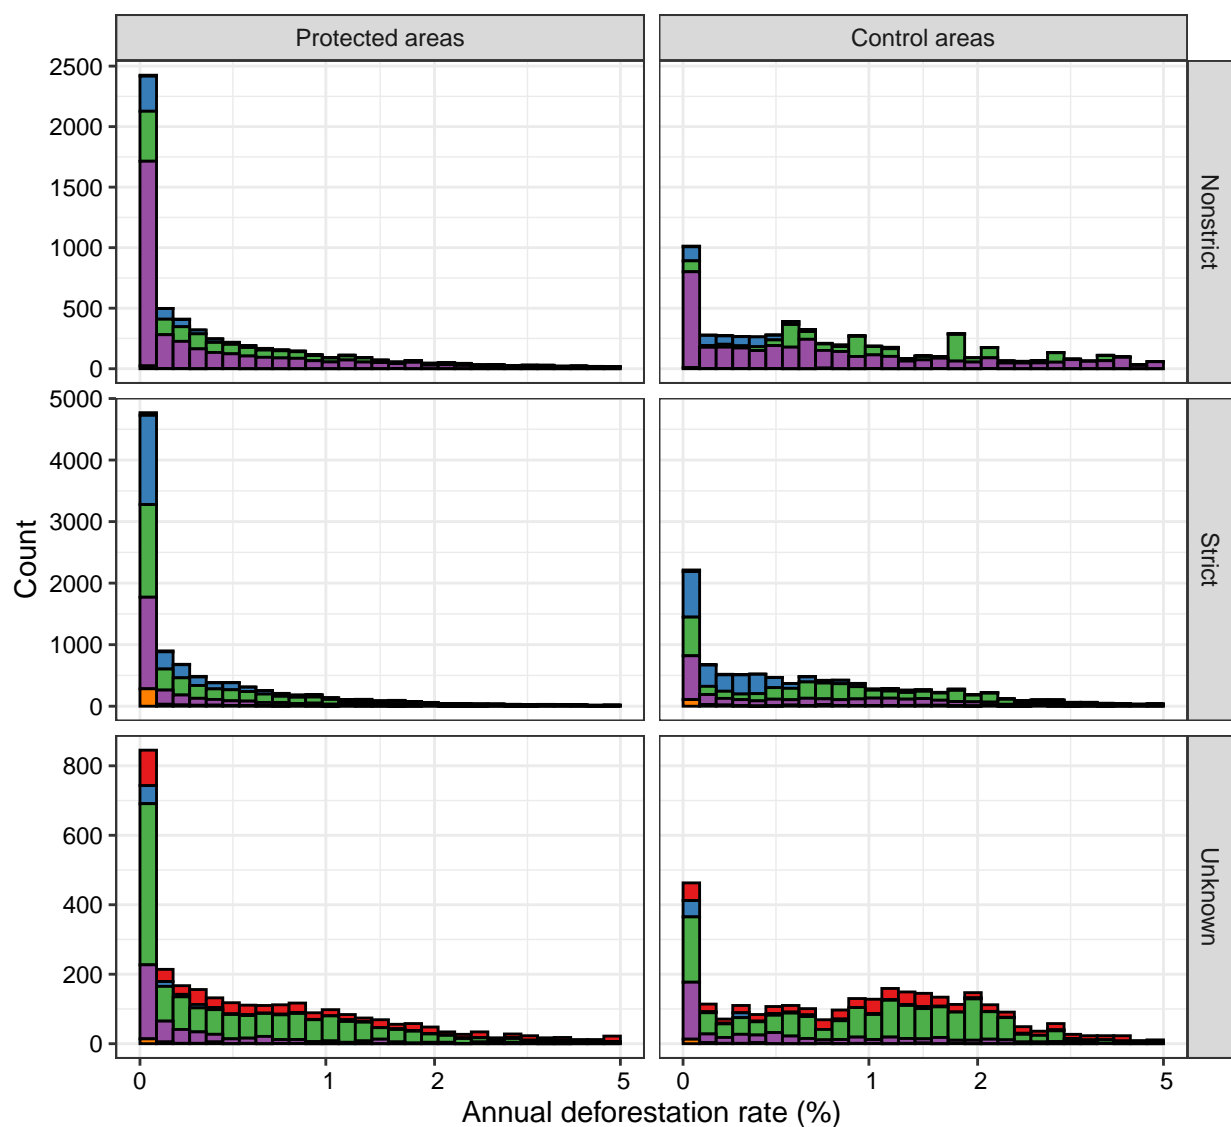 Protected areas
Control areas
2500
2000
1500
1000
500
0
Nonstrict
5000
4000
3000
2000
1000
0
Strict
800
600
400
200
0
Unknown
Count
0 1 2 5
0 1 2 5
Annual deforestation rate (%)